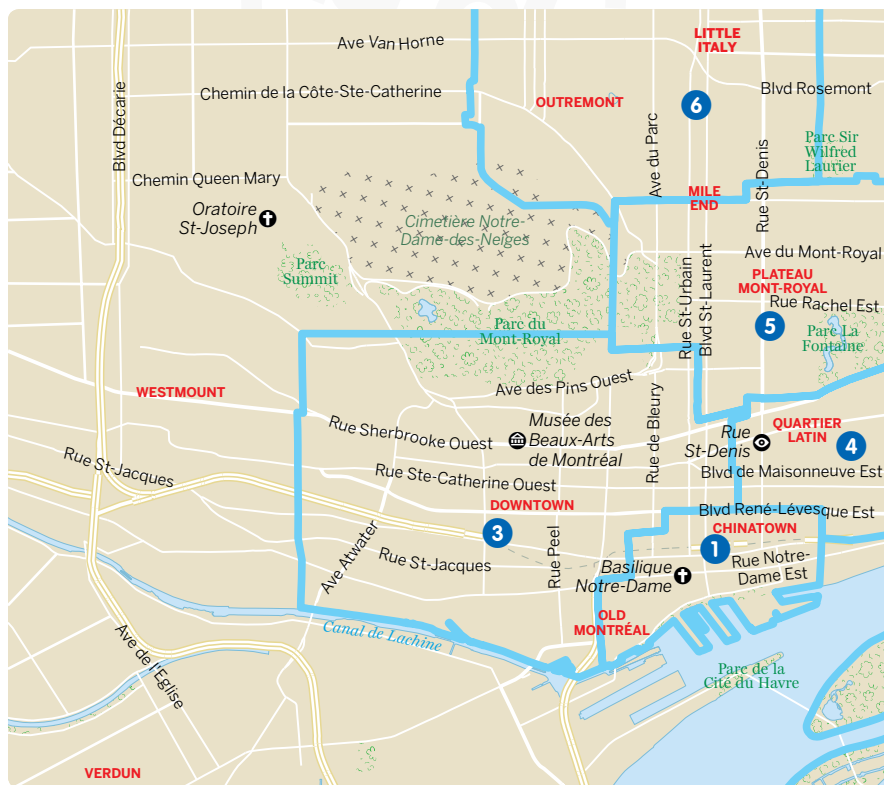 LITTLE
ITALY
Ave Van Horne
Chemin de la Côte-Ste-Catherine
Blvd Rosemont
OUTREMONT
6
Blvd Décarie
Ave du Parc
Rue St-Denis
Parc Sir
Wilfred
Laurier
Chemin Queen Mary
MILE
END
Oratoire
St-Joseph
Cimetière Notre-
Dame-des-Neiges
Ave du Mont-Royal
Parc
Summit
PLATEAU
MONT-ROYAL
Rue St-Urbain
Blvd St-Laurent
Rue Rachel Est
Parc du
Mont-Royal
5
Parc La
Fontaine
Ave des Pins Ouest
WESTMOUNT
Rue Sherbrooke Ouest
Musée des
Beaux-Arts
de Montréal
Rue de Bleury
Rue
St-Denis
QUARTIER
LATIN
4
Rue St-Jacques
Rue Ste-Catherine Ouest
Blvd de Maisonneuve Est
DOWNTOWN
3
Blvd René-Lévesque Est
CHINATOWN
1
Ave Atwater
Rue St-Jacques
Rue Peel
Basilique
Notre-Dame
Rue Notre-
Dame Est
OLD
MONTRÉAL
Canal de Lachine
Ave de l'Eglise
Parc de la
Cité du Havre
VERDUN